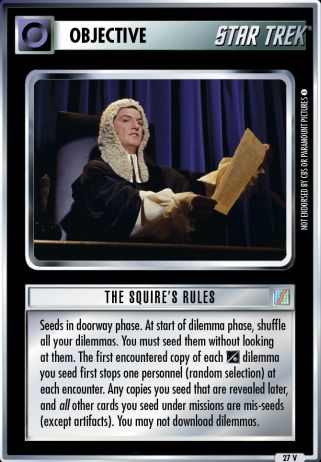 OBJECTIVE
STAR TREK®
NOT ENDORSED BY CBS OR PARAMOUNT PICTURES
THE SQUIRE'S RULES
Seeds in doorway phase. At start of dilemma phase, shuffle
all your dilemmas. You must seed them without looking
at them. The first encountered copy of each dilemma
you seed first stops one personnel (random selection) at
each encounter. Any copies you seed that are revealed later,
and all other cards you seed under missions are mis-seeds
(except artifacts). You may not download dilemmas.
27 V